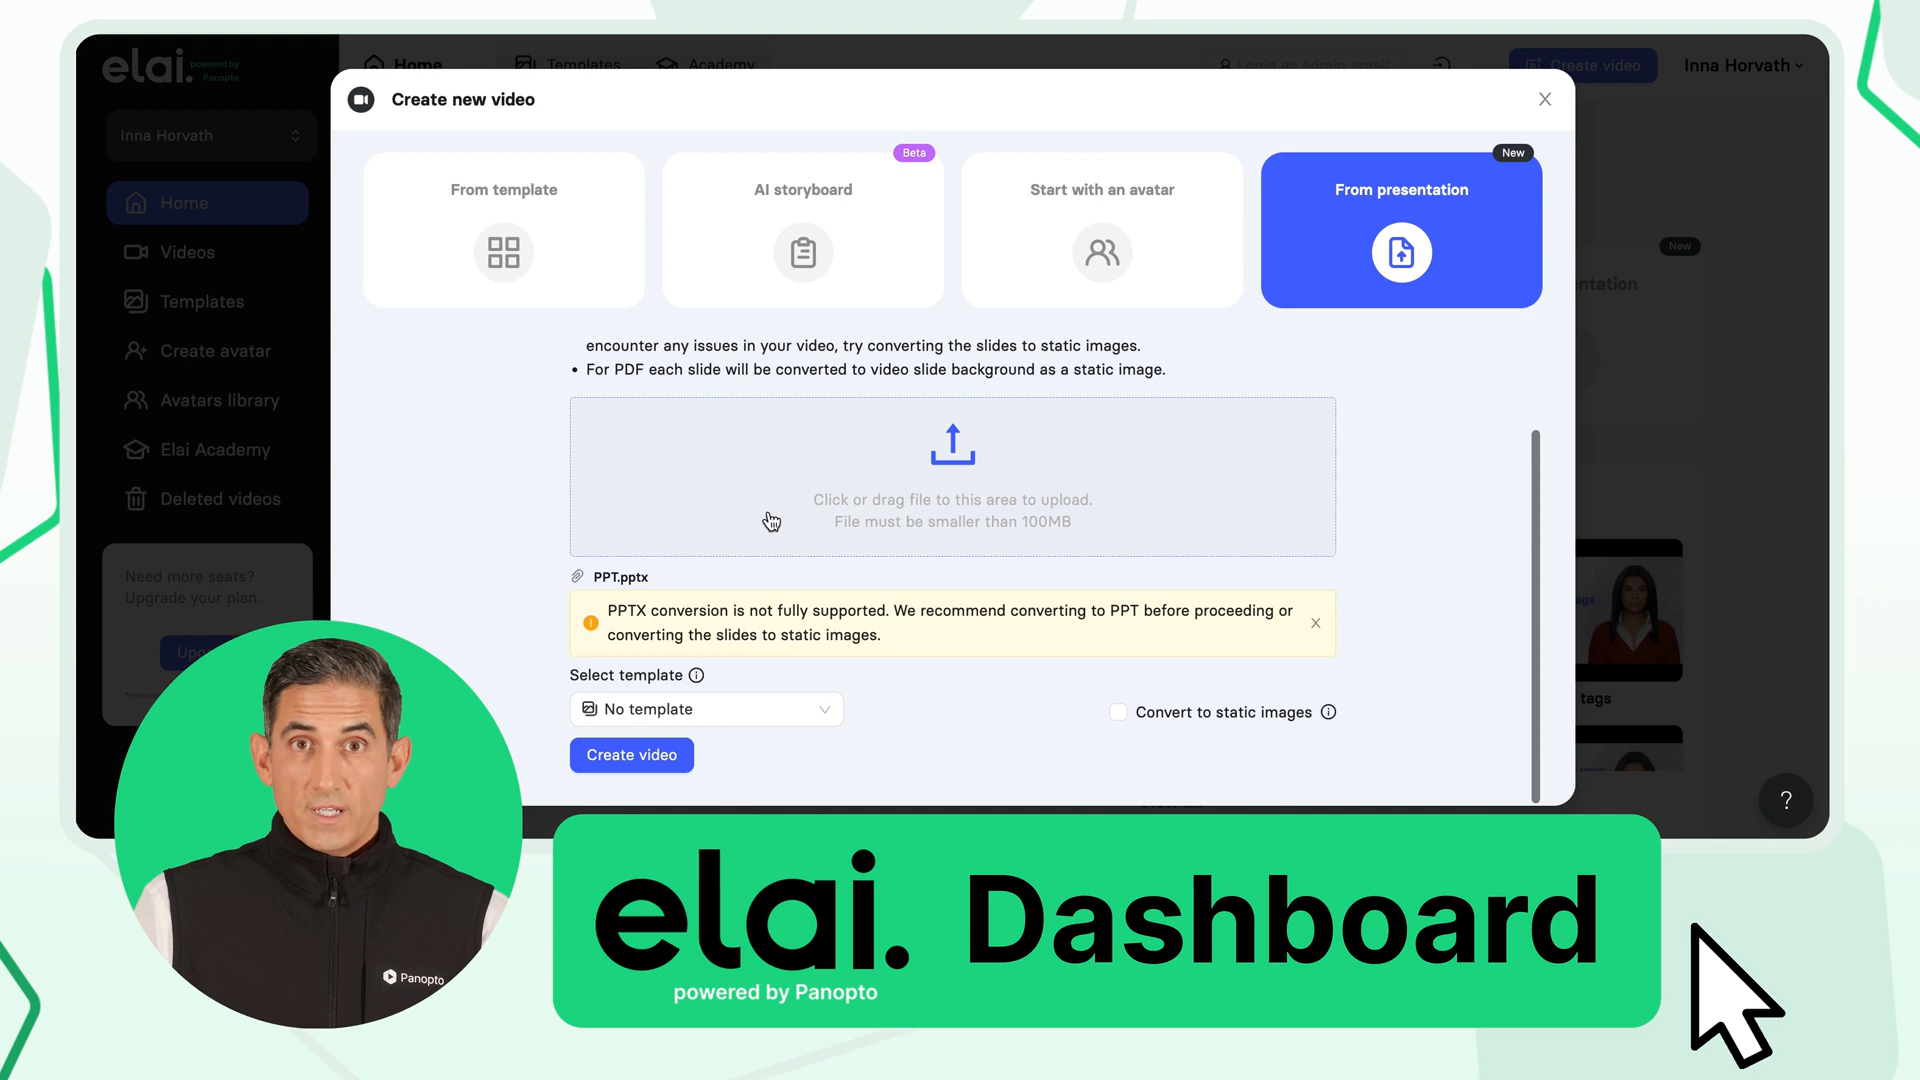 elai.
powered by
Panopto
Home
Templates
Academy
Login as admin email
Create video
Inna Horvath
Create new video
Inna Horvath
Home
Videos
Templates
Create avatar
Avatars library
Elai Academy
Deleted videos
Need more seats?
Upgrade your plan.
From template
Beta
AI storyboard
Start with an avatar
New
From presentation
New
ntation
encounter any issues in your video, try converting the slides to static images.
• For PDF each slide will be converted to video slide background as a static image.
Click or drag file to this area to upload.
File must be smaller than 100MB
PPT.pptx
PPTX conversion is not fully supported. We recommend converting to PPT before proceeding or
converting the slides to static images.
Select template
No template
Convert to static images
Create video
tags
?
Panopto
elai. Dashboard
powered by Panopto